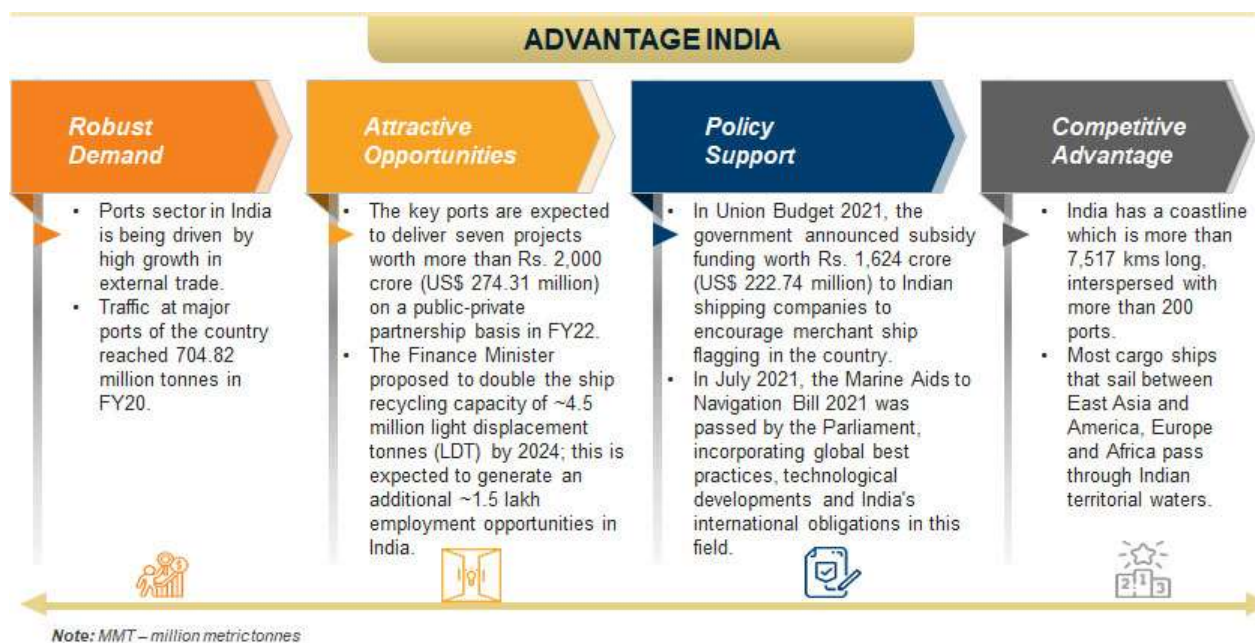 ADVANTAGE INDIA
Robust
Demand
• Ports sector in India
is being driven by
high growth in
external trade.
• Traffic at major
ports of the country
reached 704.82
million tonnes in
FY20.
Attractive
Opportunities
• The key ports are expected
to deliver seven projects
worth more than Rs. 2,000
crore (US$ 274.31 million)
on a public-private
partnership basis in FY22.
• The Finance Minister
proposed to double the ship
recycling capacity of ~4.5
million light displacement
tonnes (LDT) by 2024; this is
expected to generate an
additional ~1.5 lakh
employment opportunities in
India.
Policy
Support
• In Union Budget 2021, the
government announced subsidy
funding worth Rs. 1,624 crore
(US$ 222.74 million) to Indian
shipping companies to
encourage merchant ship
flagging in the country.
• In July 2021, the Marine Aids to
Navigation Bill 2021 was
passed by the Parliament,
incorporating global best
practices, technological
developments and India's
international obligations in this
field.
Competitive
Advantage
• India has a coastline
which is more than
7,517 kms long,
interspersed with
more than 200
ports.
• Most cargo ships
that sail between
East Asia and
America, Europe
and Africa pass
through Indian
territorial waters.
2 1 3
Note: MMT – million metric tonnes